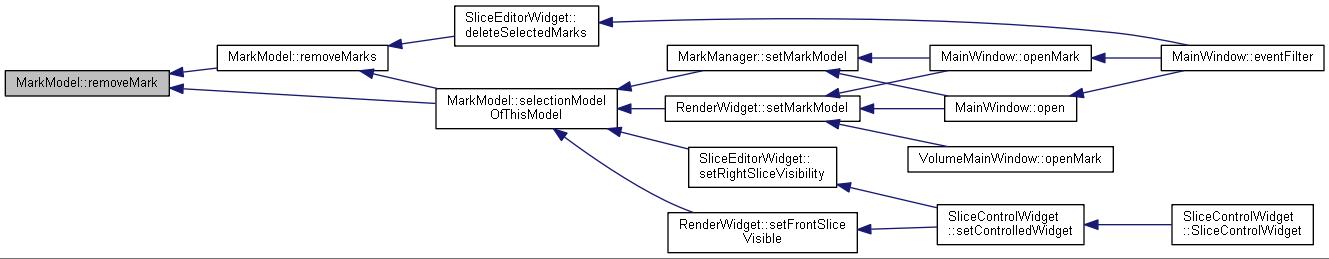 SliceEditorWidget::
deleteSelectedMarks
MarkModel::removeMarks
MarkManager::setMarkModel
MainWindow::openMark
MainWindow::eventFilter
MarkModel::removeMark
MarkModel::selectionModel
OfThisModel
RenderWidget::setMarkModel
MainWindow::open
SliceEditorWidget::
setRightSliceVisibility
VolumeMainWindow::openMark
RenderWidget::setFrontSlice
Visible
SliceControlWidget
::setControlledWidget
SliceControlWidget
::SliceControlWidget